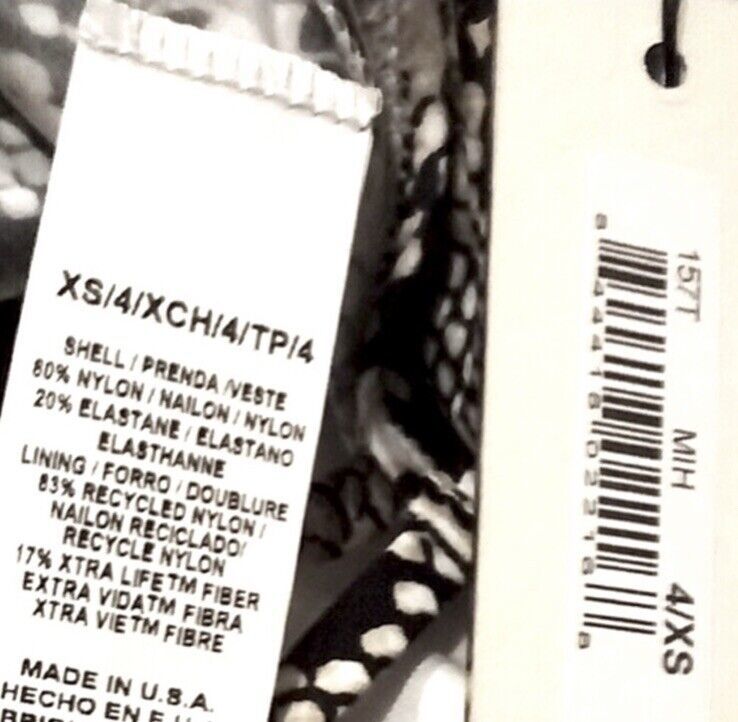 XS/4/XCH/4/TP/4
SHELL / PRENDA /VESTE
80% NYLON / NAILON / NYLON
20% ELASTANE / ELASTANO
ELASTHANNE
LINING / FORRO / DOUBLURE
83% RECYCLED NYLON /
NAILON RECICLADO/
RECYCLE NYLON
17% XTRA LIFETM FIBER
EXTRA VIDATM FIBRA
XTRA VIETM FIBRE
MADE IN U.S.A.
HECHO EN
157T MIH 4/XS